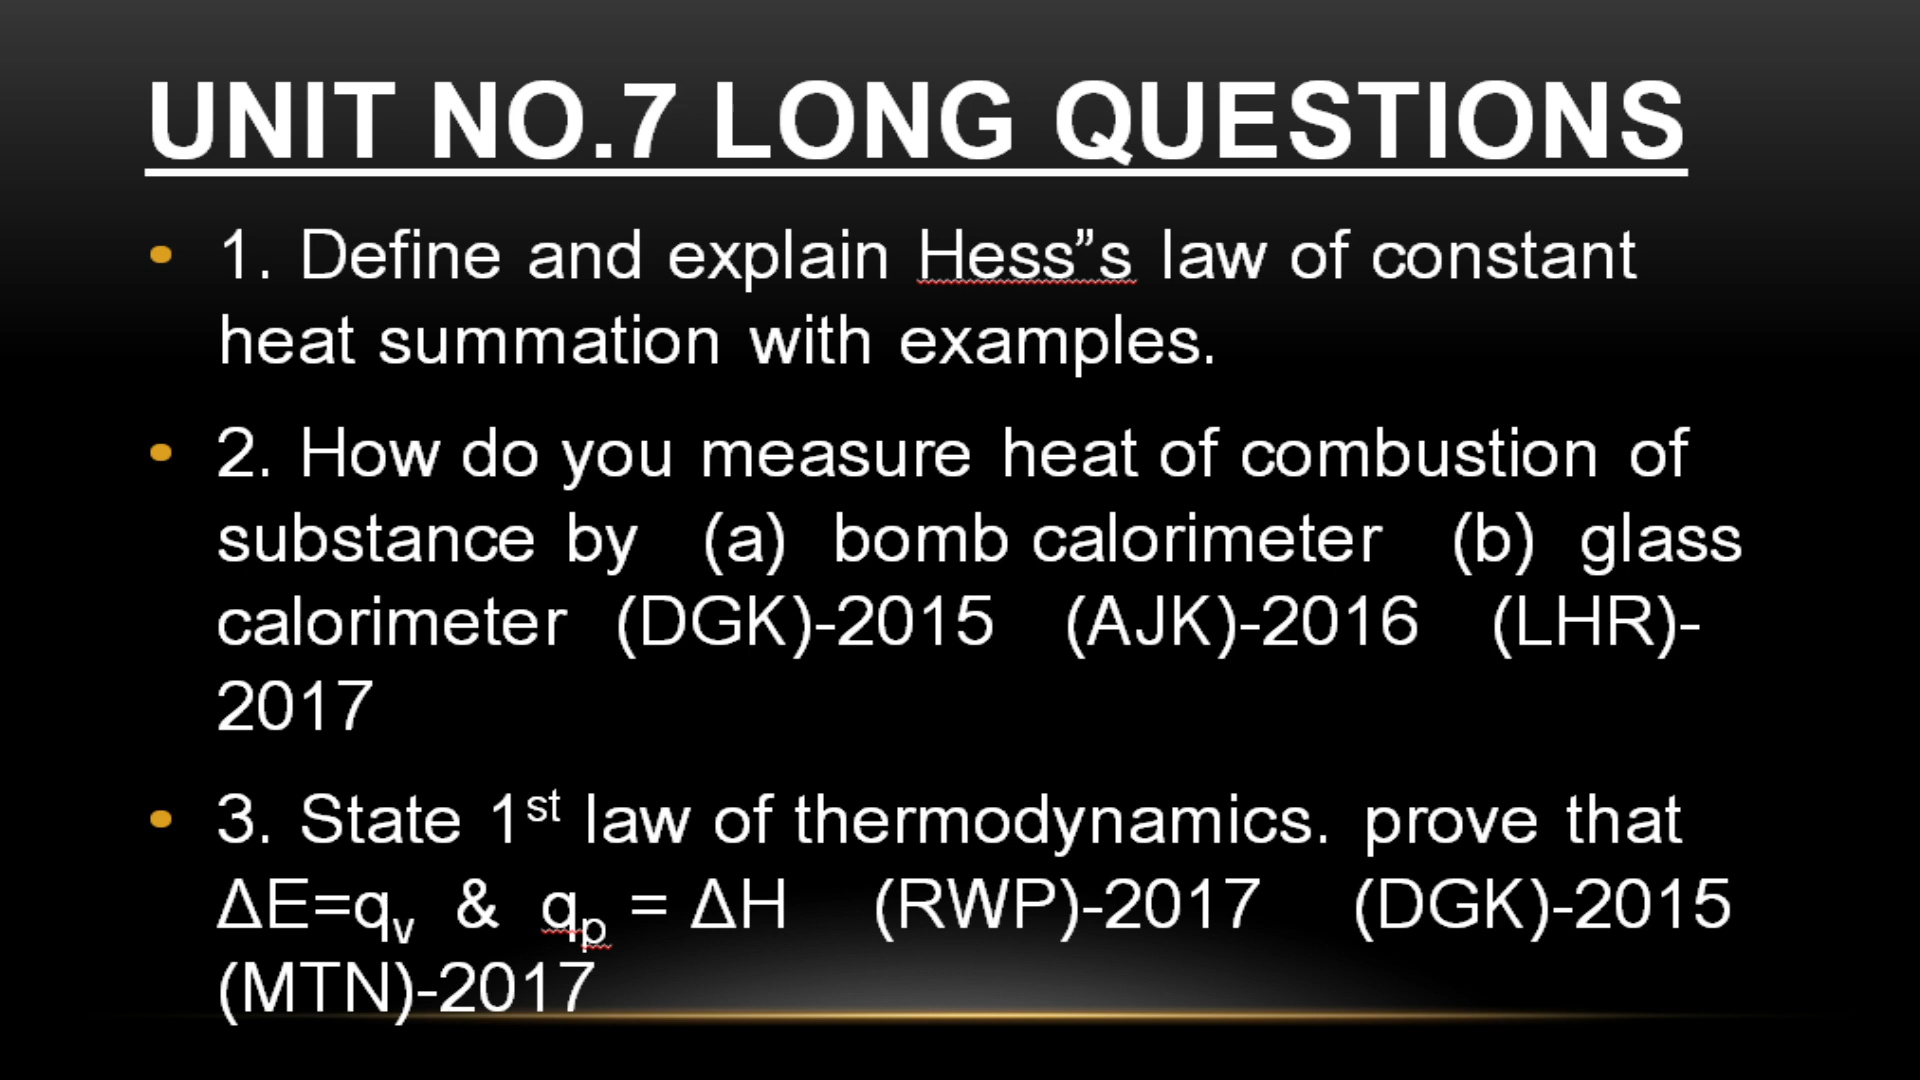 UNIT NO.7 LONG QUESTIONS
• 1. Define and explain Hess”s law of constant
heat summation with examples.
• 2. How do you measure heat of combustion of
substance by (a) bomb calorimeter (b) glass
calorimeter (DGK)-2015 (AJK)-2016 (LHR)-
2017
• 3. State 1st law of thermodynamics. prove that
ΔE=qv & qp = ΔH (RWP)-2017 (DGK)-2015
(MTN)-2017